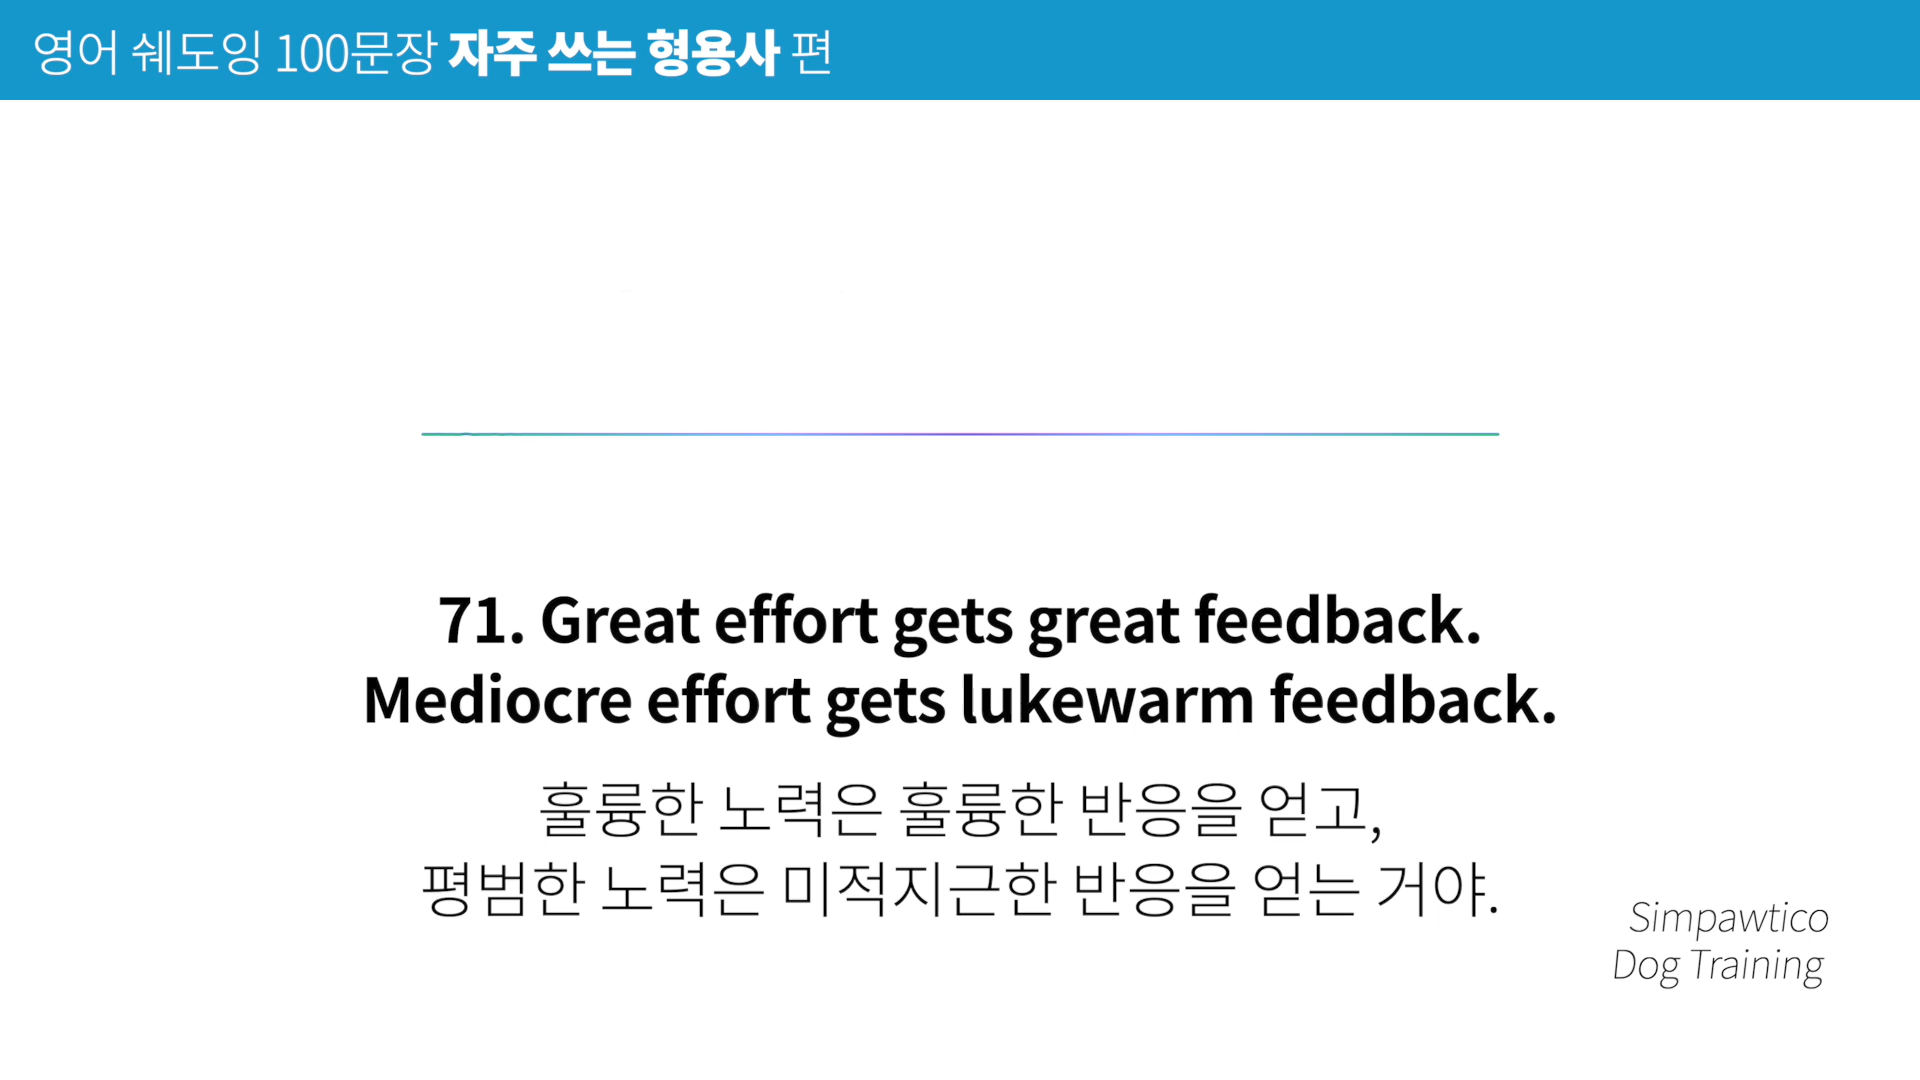 영어 쉐도잉 100문장 자주 쓰는 형용사 편
71. Great effort gets great feedback.
Mediocre effort gets lukewarm feedback.
훌륭한 노력은 훌륭한 반응을 얻고,
평범한 노력은 미적지근한 반응을 얻는 거야.
Simpawtico
Dog Training